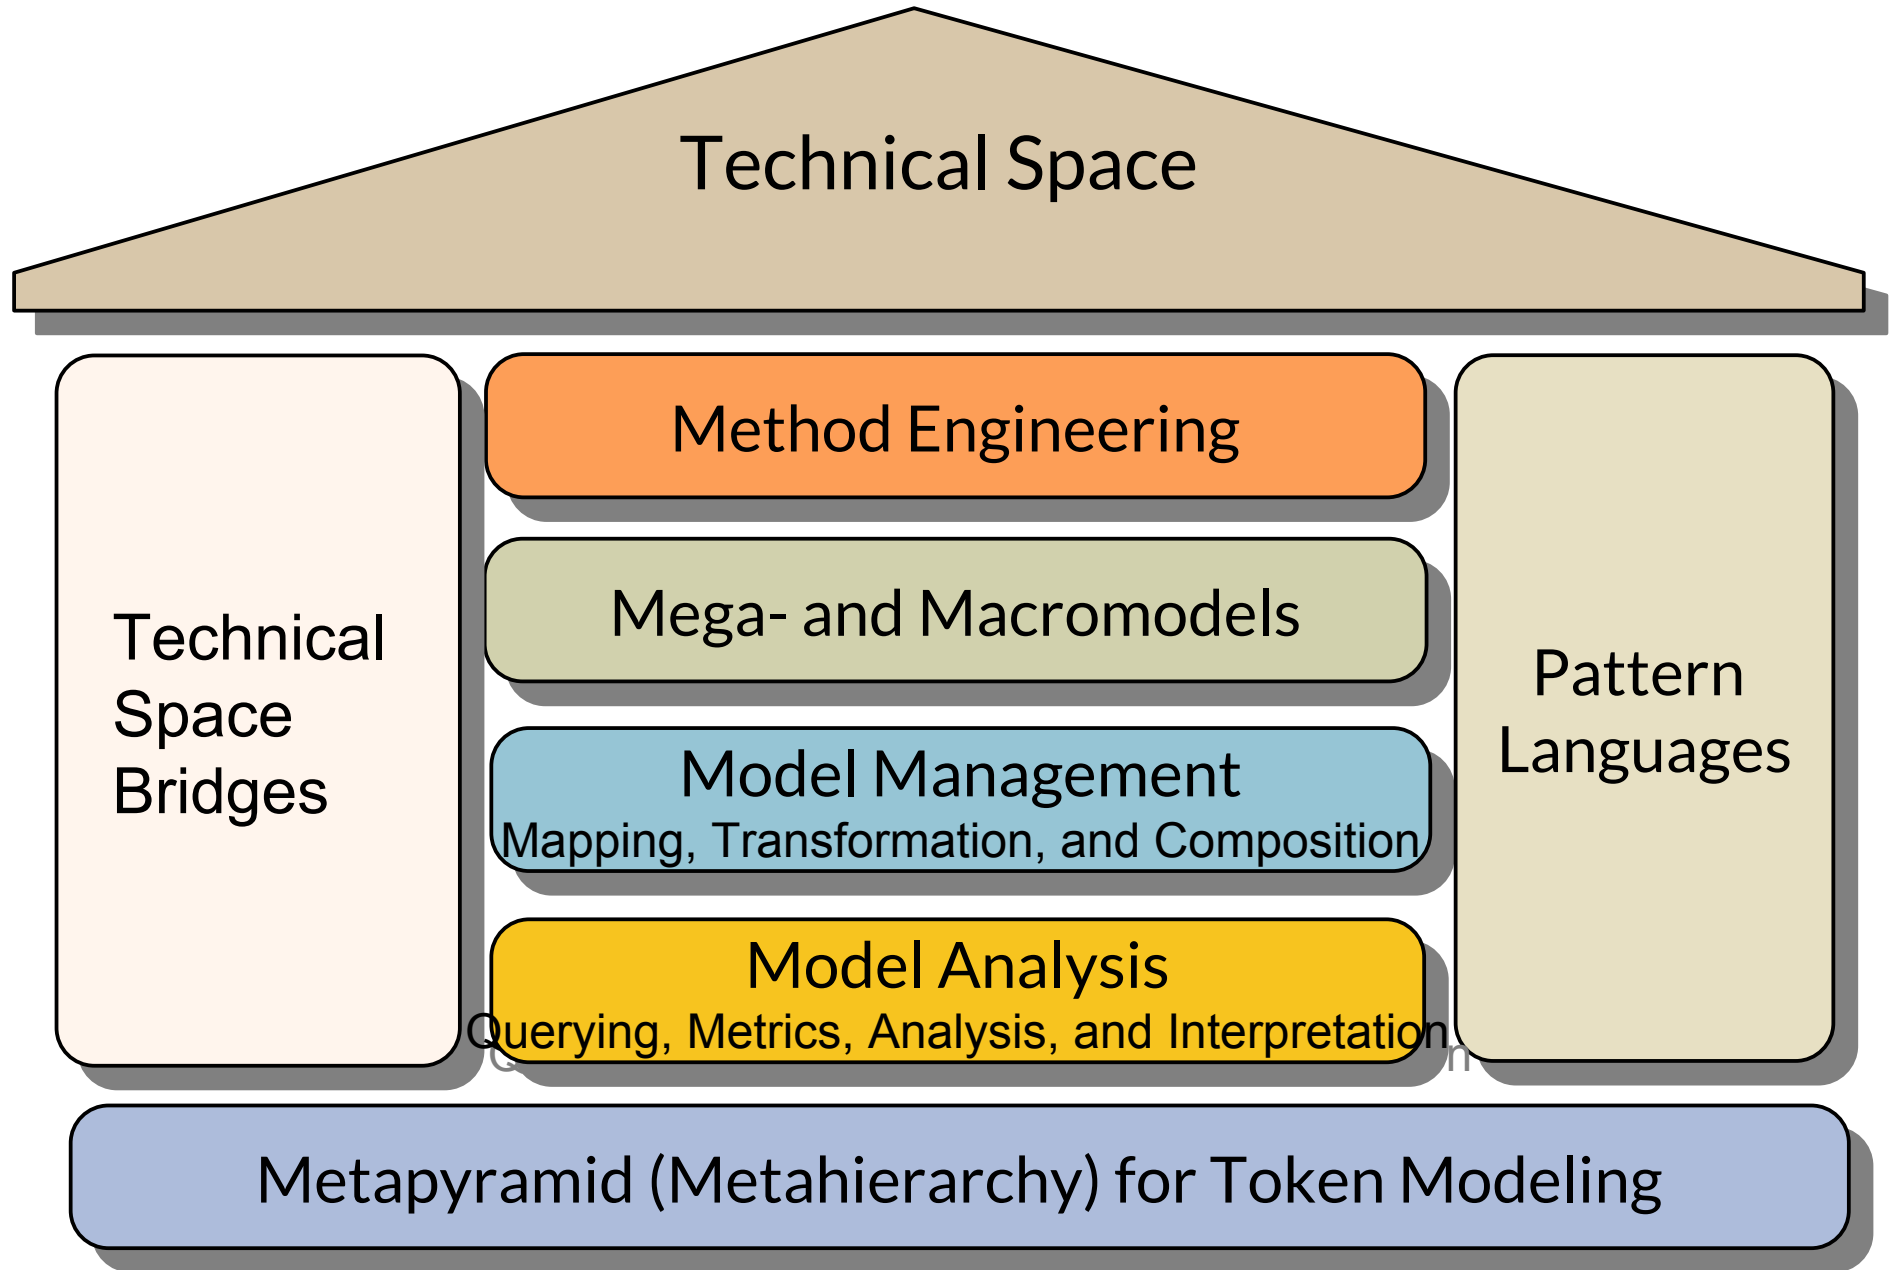 Technical Space
Technical
Space
Bridges
Method Engineering
Mega- and Macromodels
Model Management
Mapping, Transformation, and Composition
Model Analysis
Querying, Metrics, Analysis, and Interpretation
Pattern
Languages
Metapyramid (Metahierarchy) for Token Modeling